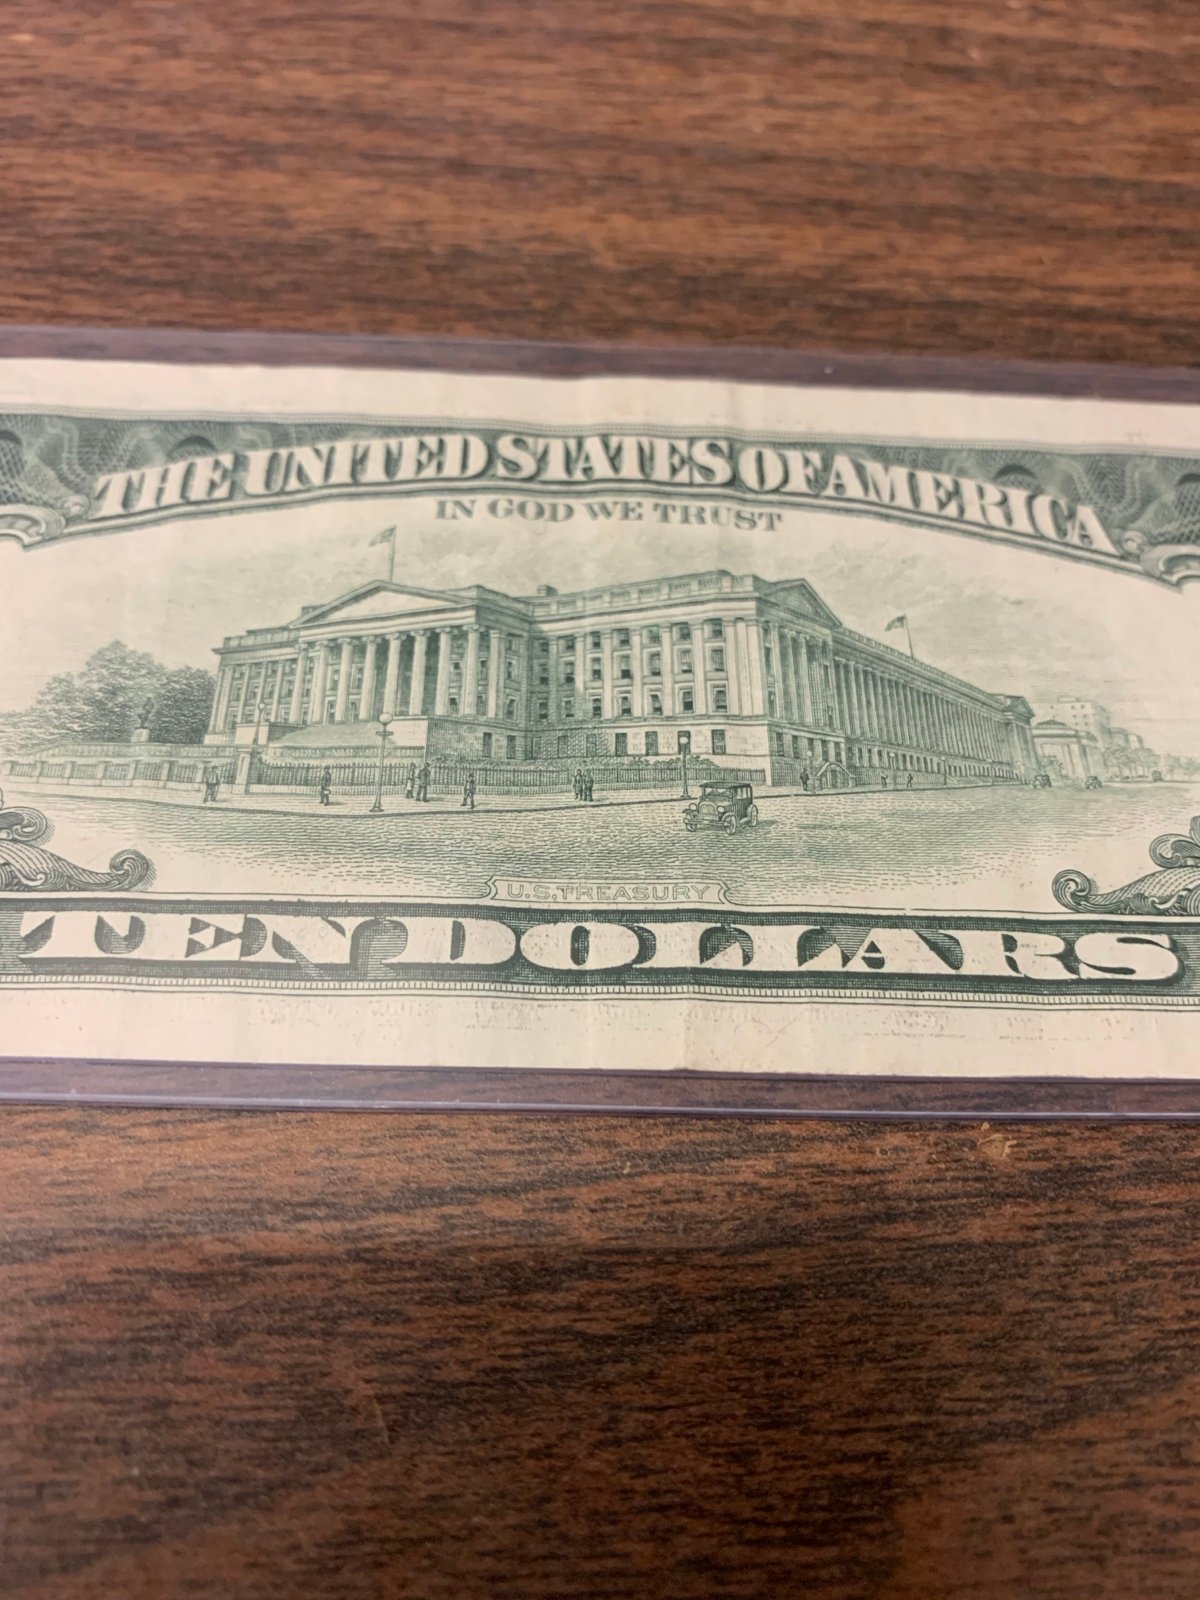 THE UNITED STATES OF AMERICA
IN GOD WE TRUST
U.S. TREASURY
TEN DOLLARS